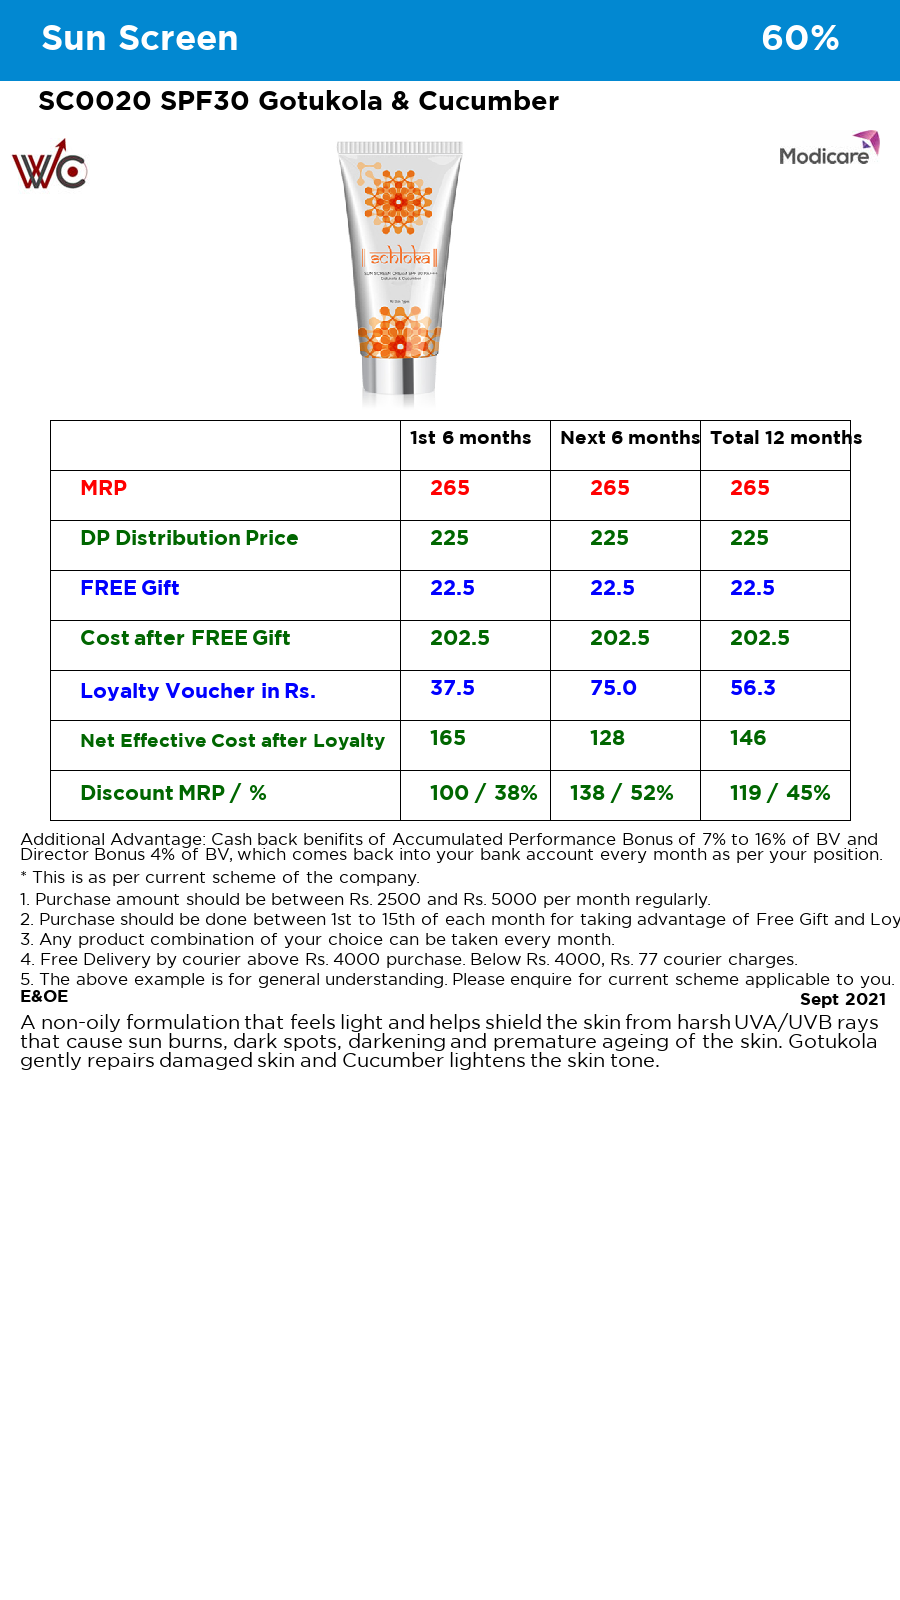 Sun Screen 60%
SC0020 SPF30 Gotukola & Cucumber
WC
Modicare
schloka
SUN SCREEN CREAM SPF 30 PA+++
Gotukola & Cucumber
All Skin Types
1st 6 months Next 6 months Total 12 months
MRP 265 265 265
DP Distribution Price 225 225 225
FREE Gift 22.5 22.5 22.5
Cost after FREE Gift 202.5 202.5 202.5
Loyalty Voucher in Rs. 37.5 75.0 56.3
Net Effective Cost after Loyalty 165 128 146
Discount MRP / % 100 / 38% 138 / 52% 119 / 45%
Additional Advantage: Cash back benifits of Accumulated Performance Bonus of 7% to 16% of BV and
Director Bonus 4% of BV, which comes back into your bank account every month as per your position.
* This is as per current scheme of the company.
1. Purchase amount should be between Rs. 2500 and Rs. 5000 per month regularly.
2. Purchase should be done between 1st to 15th of each month for taking advantage of Free Gift and Loy
3. Any product combination of your choice can be taken every month.
4. Free Delivery by courier above Rs. 4000 purchase. Below Rs. 4000, Rs. 77 courier charges.
5. The above example is for general understanding. Please enquire for current scheme applicable to you.
E&OE Sept 2021
A non-oily formulation that feels light and helps shield the skin from harsh UVA/UVB rays
that cause sun burns, dark spots, darkening and premature ageing of the skin. Gotukola
gently repairs damaged skin and Cucumber lightens the skin tone.